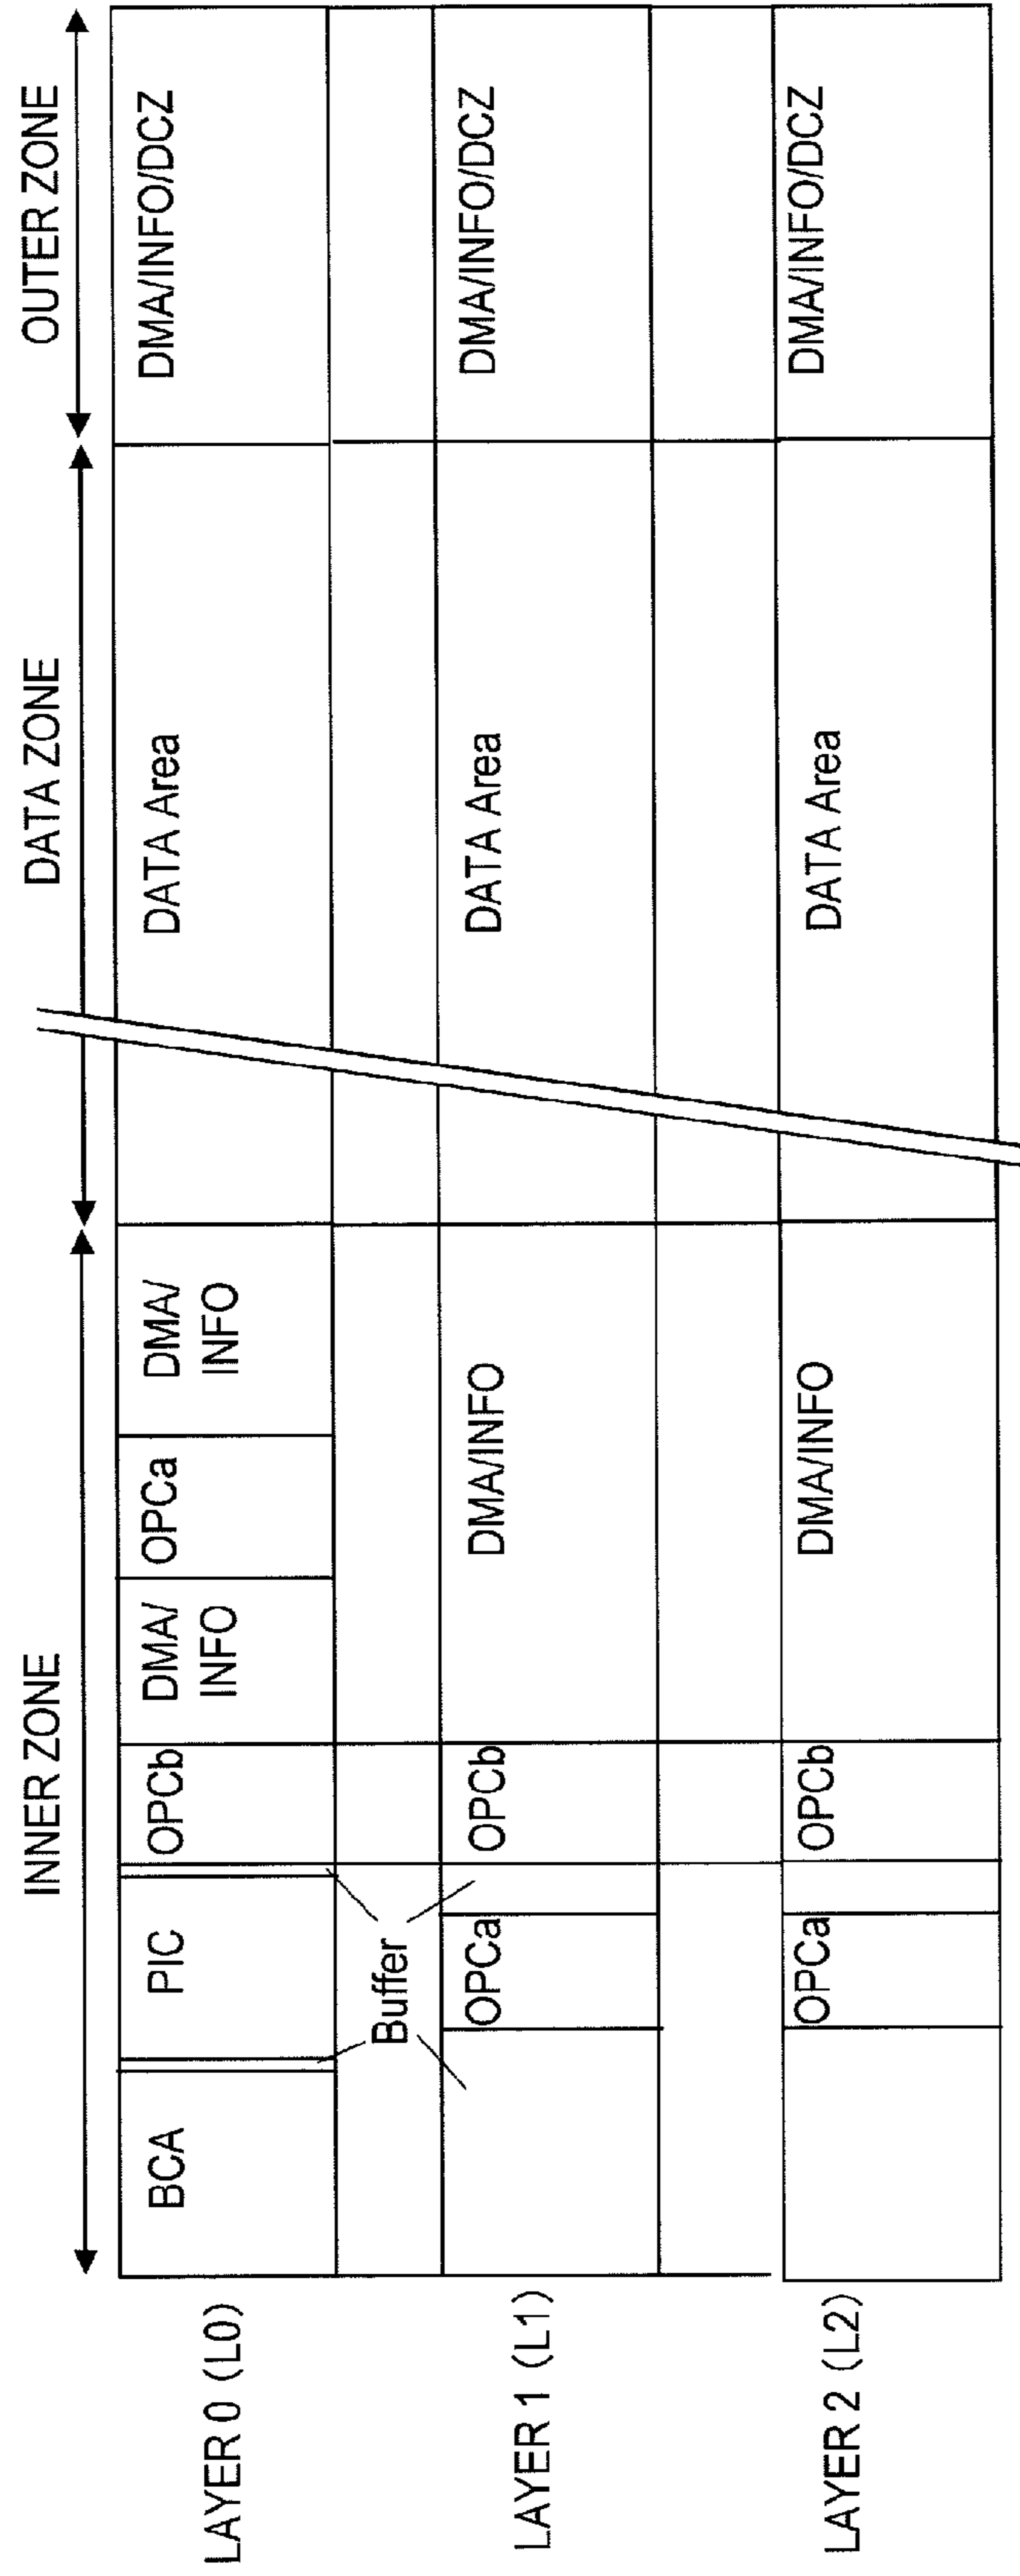 INNER ZONE
DATA ZONE
OUTER ZONE
LAYER 0 (L0)
BCA
PIC
OPCb
DMA/
INFO
OPCa
DMA/
INFO
DATA Area
DMA/INFO/DCZ
Buffer
LAYER 1 (L1)
OPCa
OPCb
DMA/INFO
DATA Area
DMA/INFO/DCZ
LAYER 2 (L2)
OPCa
OPCb
DMA/INFO
DATA Area
DMA/INFO/DCZ